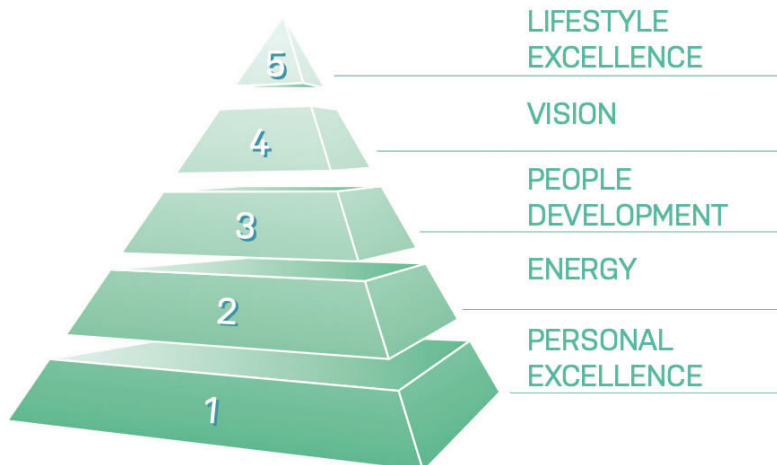 5
LIFESTYLE
EXCELLENCE
4
VISION
3
PEOPLE
DEVELOPMENT
2
ENERGY
1
PERSONAL
EXCELLENCE